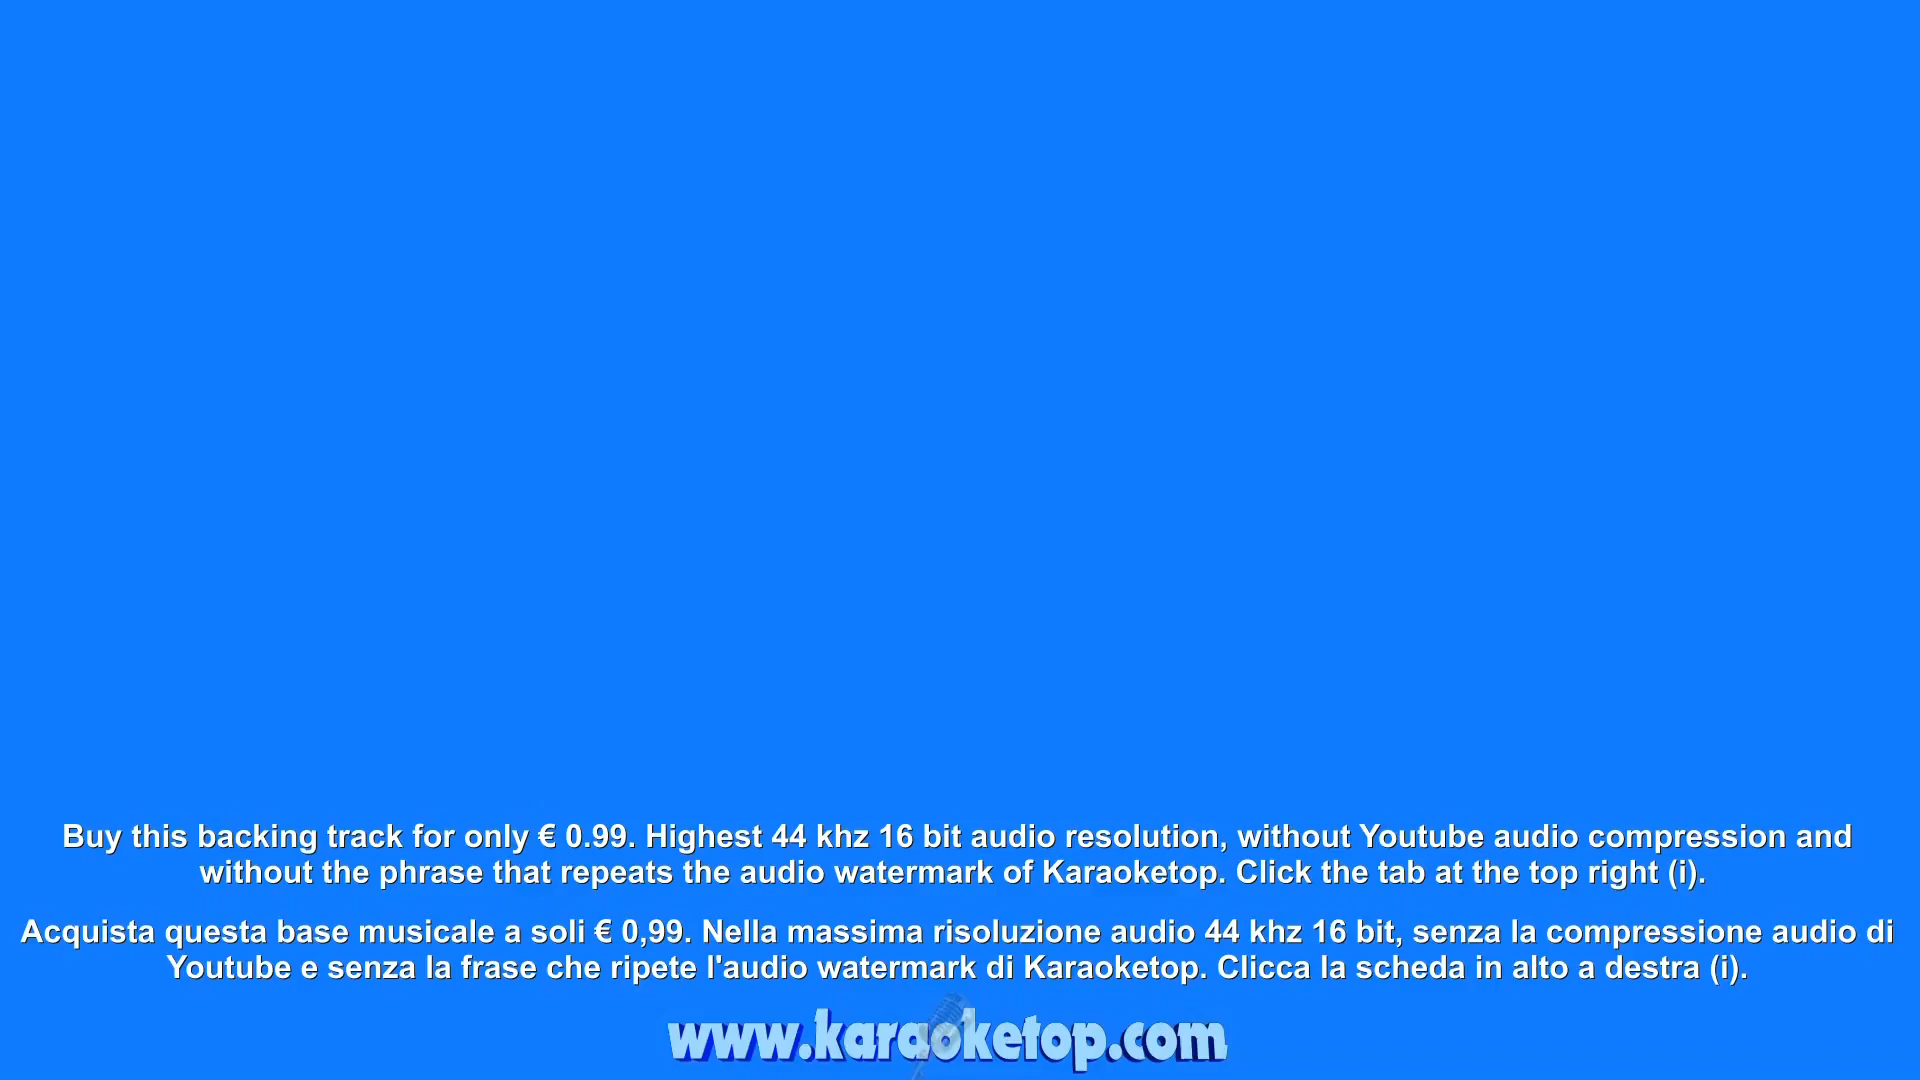 Buy this backing track for only € 0.99. Highest 44 khz 16 bit audio resolution, without Youtube audio compression and
without the phrase that repeats the audio watermark of Karaoketop. Click the tab at the top right (i).
Acquista questa base musicale a soli € 0,99. Nella massima risoluzione audio 44 khz 16 bit, senza la compressione audio di
Youtube e senza la frase che ripete l'audio watermark di Karaoketop. Clicca la scheda in alto a destra (i).
www.karaoketop.com